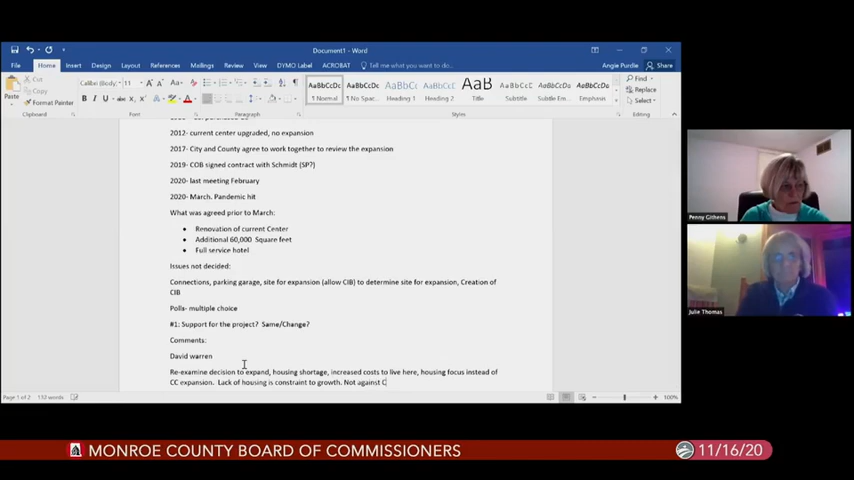 Document1 - Word
Angie Purdie
Share
File Home Insert Design Layout References Mailings Review View DYMO Label ACROBAT Tell me what you want to do...
Cut
Copy
Format Painter
Paste
Clipboard
Calibri (Body) 11
Font
Paragraph
AaBbCcDc AaBbCcDc AaBbCc AaBbCcC AaB AaBbCcD AaBbCcDc AaBbCcDc
Normal No Spac... Heading 1 Heading 2 Title Subtitle Subtle Em... Emphasis
Styles
Find
Replace
Select
Editing
2012- current center upgraded, no expansion
2017- City and County agree to work together to review the expansion
2019- COB signed contract with Schmidt (SP?)
2020- last meeting February
2020- March. Pandemic hit
What was agreed prior to March:
• Renovation of current Center
• Additional 60,000 Square feet
• Full service hotel
Issues not decided:
Connections, parking garage, site for expansion (allow CIB) to determine site for expansion, Creation of
CIB
Polls- multiple choice
#1: Support for the project? Same/Change?
Comments:
David warren
Re-examine decision to expand, housing shortage, increased costs to live here, housing focus instead of
CC expansion. Lack of housing is constraint to growth. Not against C
Page 1 of 2 words
100%
Penny Githens
Julie Thomas
MONROE COUNTY BOARD OF COMMISSIONERS
11/16/20